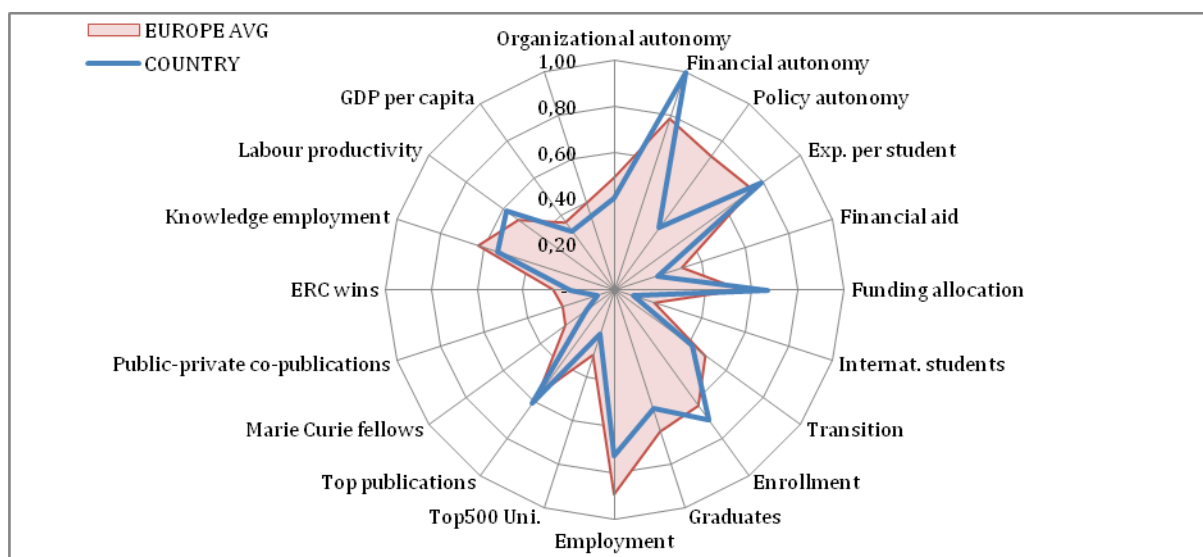 EUROPE AVG
COUNTRY
Organizational autonomy
Financial autonomy
Policy autonomy
Exp. per student
Financial aid
Funding allocation
Internat. students
Transition
Enrollment
Graduates
Employment
Top500 Uni.
Top publications
Marie Curie fellows
Public-private co-publications
ERC wins
Knowledge employment
Labour productivity
GDP per capita
1,00
0,80
0,60
0,40
0,20
-